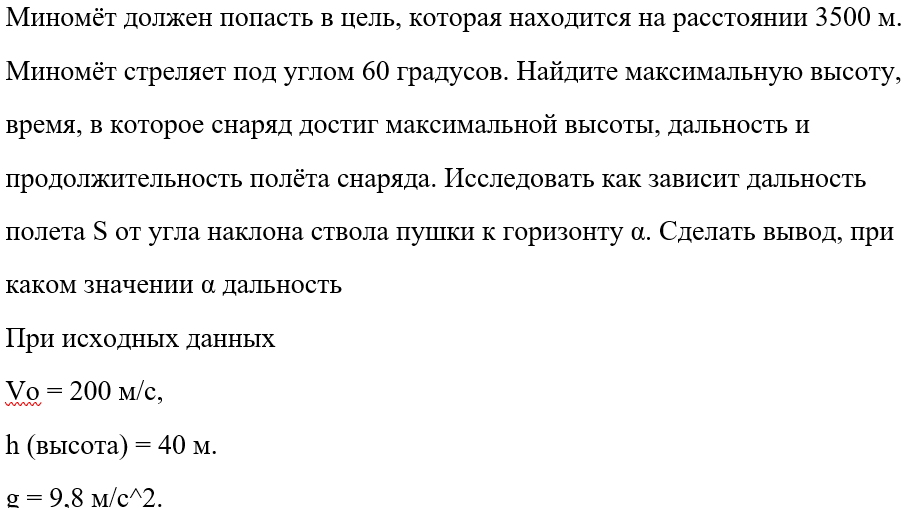 Миномёт должен попасть в цель, которая находится на расстоянии 3500 м.
Миномёт стреляет под углом 60 градусов. Найдите максимальную высоту,
время, в которое снаряд достиг максимальной высоты, дальность и
продолжительность полёта снаряда. Исследовать как зависит дальность
полета S от угла наклона ствола пушки к горизонту α. Сделать вывод, при
каком значении α дальность
При исходных данных
Vo = 200 м/с,
h (высота) = 40 м.
g = 9,8 м/с^2.